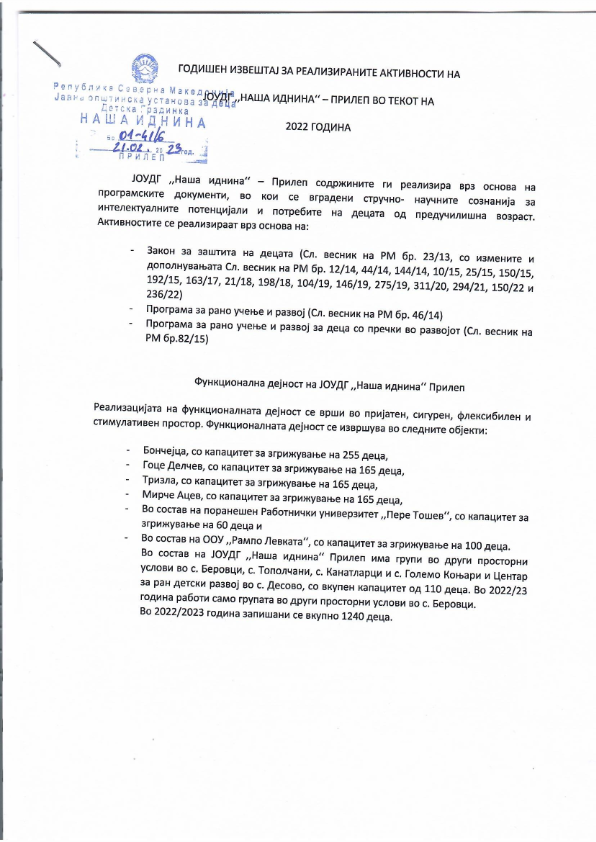 ГОДИШЕН ИЗВЕШТАЈ ЗА РЕАЛИЗИРАНИТЕ АКТИВНОСТИ НА
Република Северна Македонија
Јавна општинска установа за деца
ЈОУДГ „НАША ИДНИНА“ – ПРИЛЕП ВО ТЕКОТ НА
Детска градинка
НАША ИДНИНА
2022 ГОДИНА
бр. 01-41/6
21.02. 2023 год.
ПРИЛЕП
ЈОУДГ „Наша иднина“ – Прилеп содржините ги реализира врз основа на
програмските документи, во кои се вградени стручно- научните сознанија за
интелектуалните потенцијали и потребите на децата од предучилишна возраст.
Активностите се реализираат врз основа на:
- Закон за заштита на децата (Сл. весник на РМ бр. 23/13, со измените и
дополнувањата Сл. весник на РМ бр. 12/14, 44/14, 144/14, 10/15, 25/15, 150/15,
192/15, 163/17, 21/18, 198/18, 104/19, 146/19, 275/19, 311/20, 294/21, 150/22 и
236/22)
- Програма за рано учење и развој (Сл. весник на РМ бр. 46/14)
- Програма за рано учење и развој за деца со пречки во развојот (Сл. весник на
РМ бр.82/15)
Функционална дејност на ЈОУДГ „Наша иднина“ Прилеп
Реализацијата на функционалната дејност се врши во пријатен, сигурен, флексибилен и
стимулативен простор. Функционалната дејност се извршува во следните објекти:
- Бончејца, со капацитет за згрижување на 255 деца,
- Гоце Делчев, со капацитет за згрижување на 165 деца,
- Тризла, со капацитет за згрижување на 165 деца,
- Мирче Ацев, со капацитет за згрижување на 165 деца,
- Во состав на поранешен Работнички универзитет „Пере Тошев“, со капацитет за
згрижување на 60 деца и
- Во состав на ООУ „Рампо Левката“, со капацитет за згрижување на 100 деца.
Во состав на ЈОУДГ „Наша иднина“ Прилеп има групи во други просторни
услови во с. Беровци, с. Тополчани, с. Канатларци и с. Големо Коњари и Центар
за ран детски развој во с. Десово, со вкупен капацитет од 110 деца. Во 2022/23
година работи само групата во други просторни услови во с. Беровци.
Во 2022/2023 година запишани се вкупно 1240 деца.